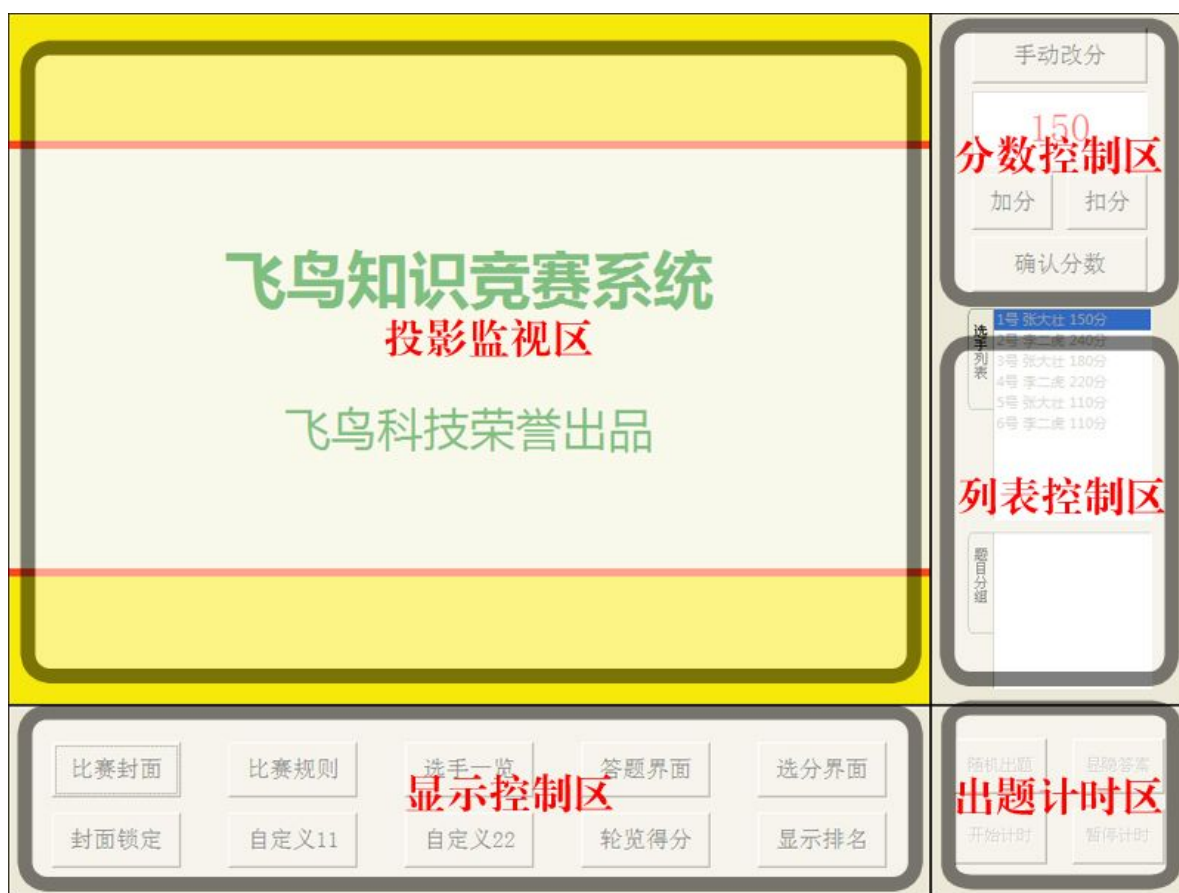 飞鸟知识竞赛系统
投影监视区
飞鸟科技荣誉出品
手动改分
150
分数控制区
加分 扣分
确认分数
选手列表
1号 张大壮 150分
2号 李二虎 240分
3号 张大壮 180分
4号 李二虎 220分
5号 张大壮 110分
6号 李二虎 110分
列表控制区
题目分组
比赛封面 比赛规则 选手一览 答题界面 选分界面
显示控制区
封面锁定 自定义11 自定义22 轮览得分 显示排名
随机出题 显隐答案
出题计时区
开始计时 暂停计时